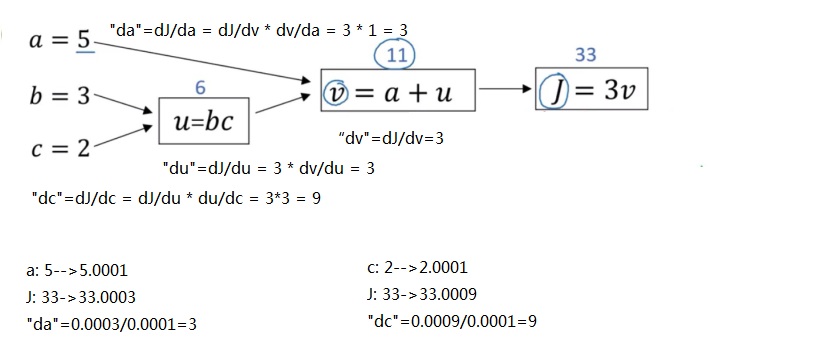 "da"=dJ/da = dJ/dv * dv/da = 3 * 1 = 3
a = 5
11
33
b = 3
6
v = a + u
J = 3v
u=bc
c = 2
"dv"=dJ/dv=3
"du"=dJ/du = 3 * dv/du = 3
"dc"=dJ/dc = dJ/du * du/dc = 3*3 = 9
a: 5-->5.0001
c: 2-->2.0001
J: 33->33.0003
J: 33->33.0009
"da"=0.0003/0.0001=3
"dc"=0.0009/0.0001=9